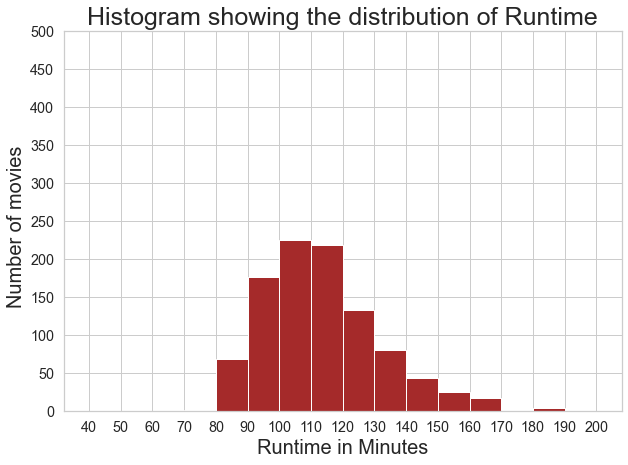 Histogram showing the distribution of Runtime
500
450
400
350
300
250
200
150
100
50
0
Number of movies
40 50 60 70 80 90 100 110 120 130 140 150 160 170 180 190 200
Runtime in Minutes